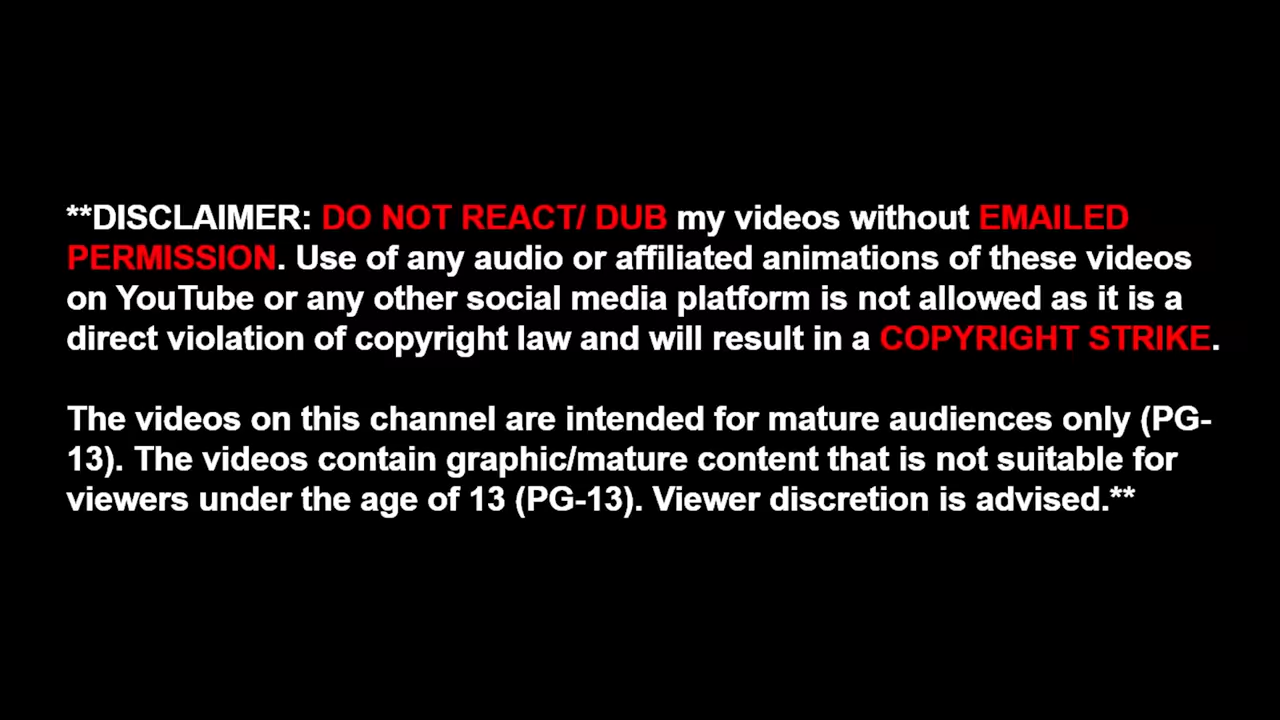 **DISCLAIMER: DO NOT REACT/ DUB my videos without EMAILED
PERMISSION. Use of any audio or affiliated animations of these videos
on YouTube or any other social media platform is not allowed as it is a
direct violation of copyright law and will result in a COPYRIGHT STRIKE.
The videos on this channel are intended for mature audiences only (PG-
13). The videos contain graphic/mature content that is not suitable for
viewers under the age of 13 (PG-13). Viewer discretion is advised.**